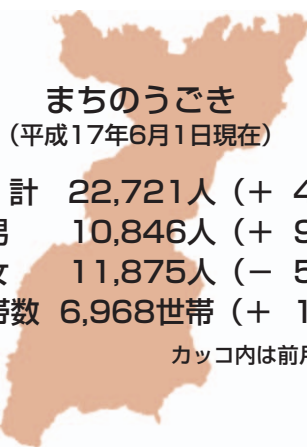 まちのうごき
（平成17年6月1日現在）
計 22,721人（＋ 4
男 10,846人（＋ 9
女 11,875人（－ 5
帯数 6,968世帯（＋ 1
カッコ内は前月